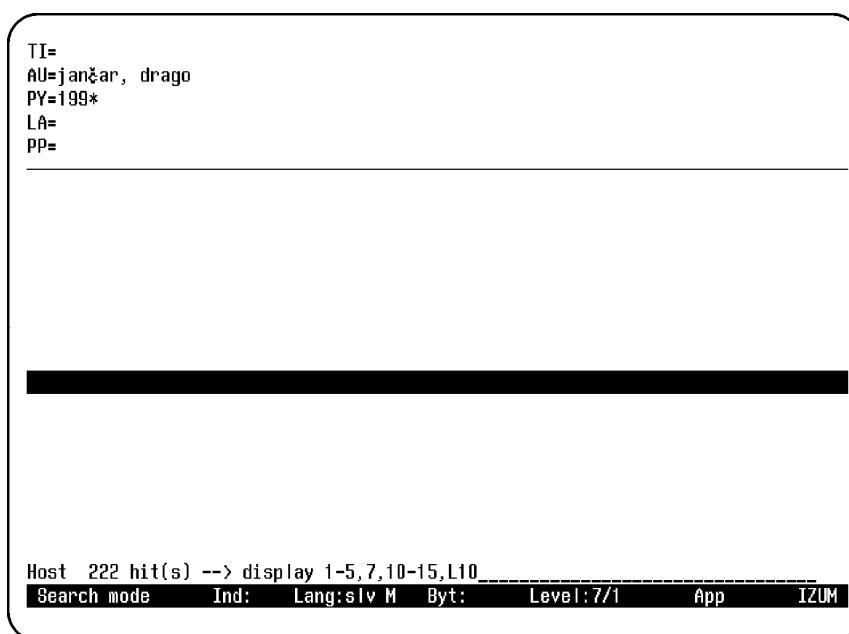 TI=
AU=jančar, drago
PY=199*
LA=
PP=
Host 222 hit(s) --> display 1-5,7,10-15,L10
Search mode Ind: Lang:slv M Byt: Level:7/1 App IZUM